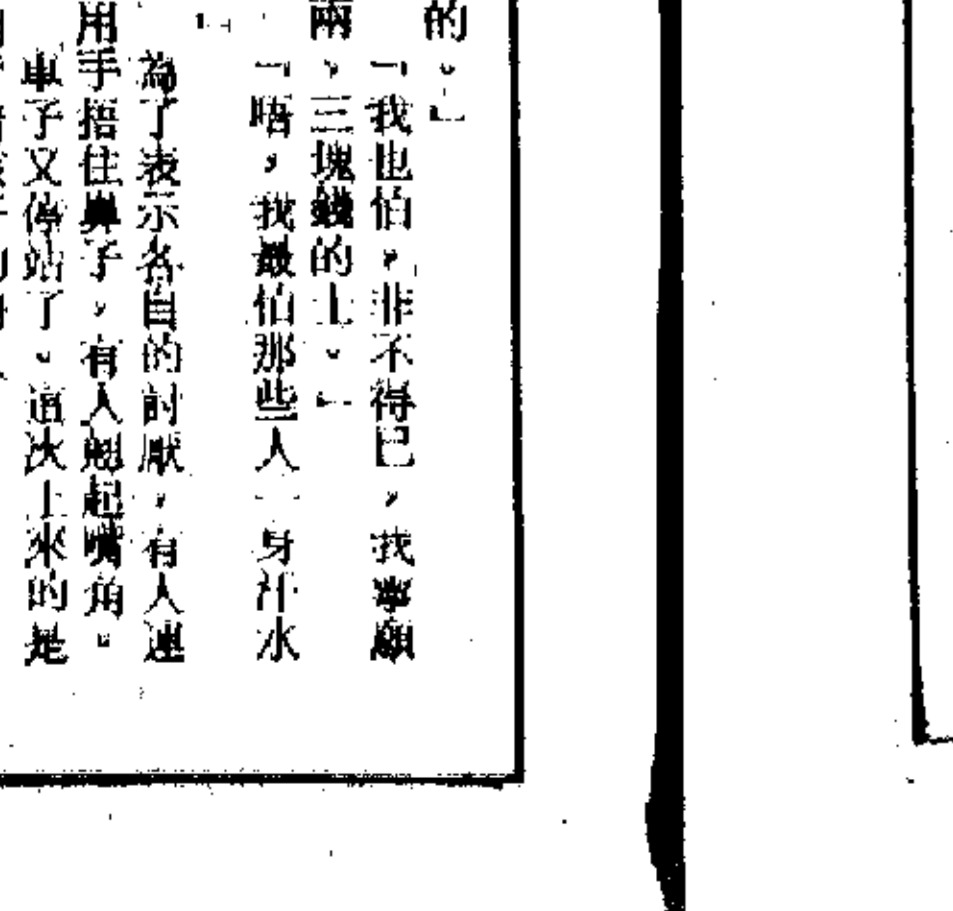 的。」
「我也怕，非不得已，我寧願
兩、三塊錢的士。」
「唔，我最怕那些人一身汗水
」
為了表示各自的討厭，有人連
用手捂住鼻子，有人翹起嘴角。
車子又停站了。這次上來的是